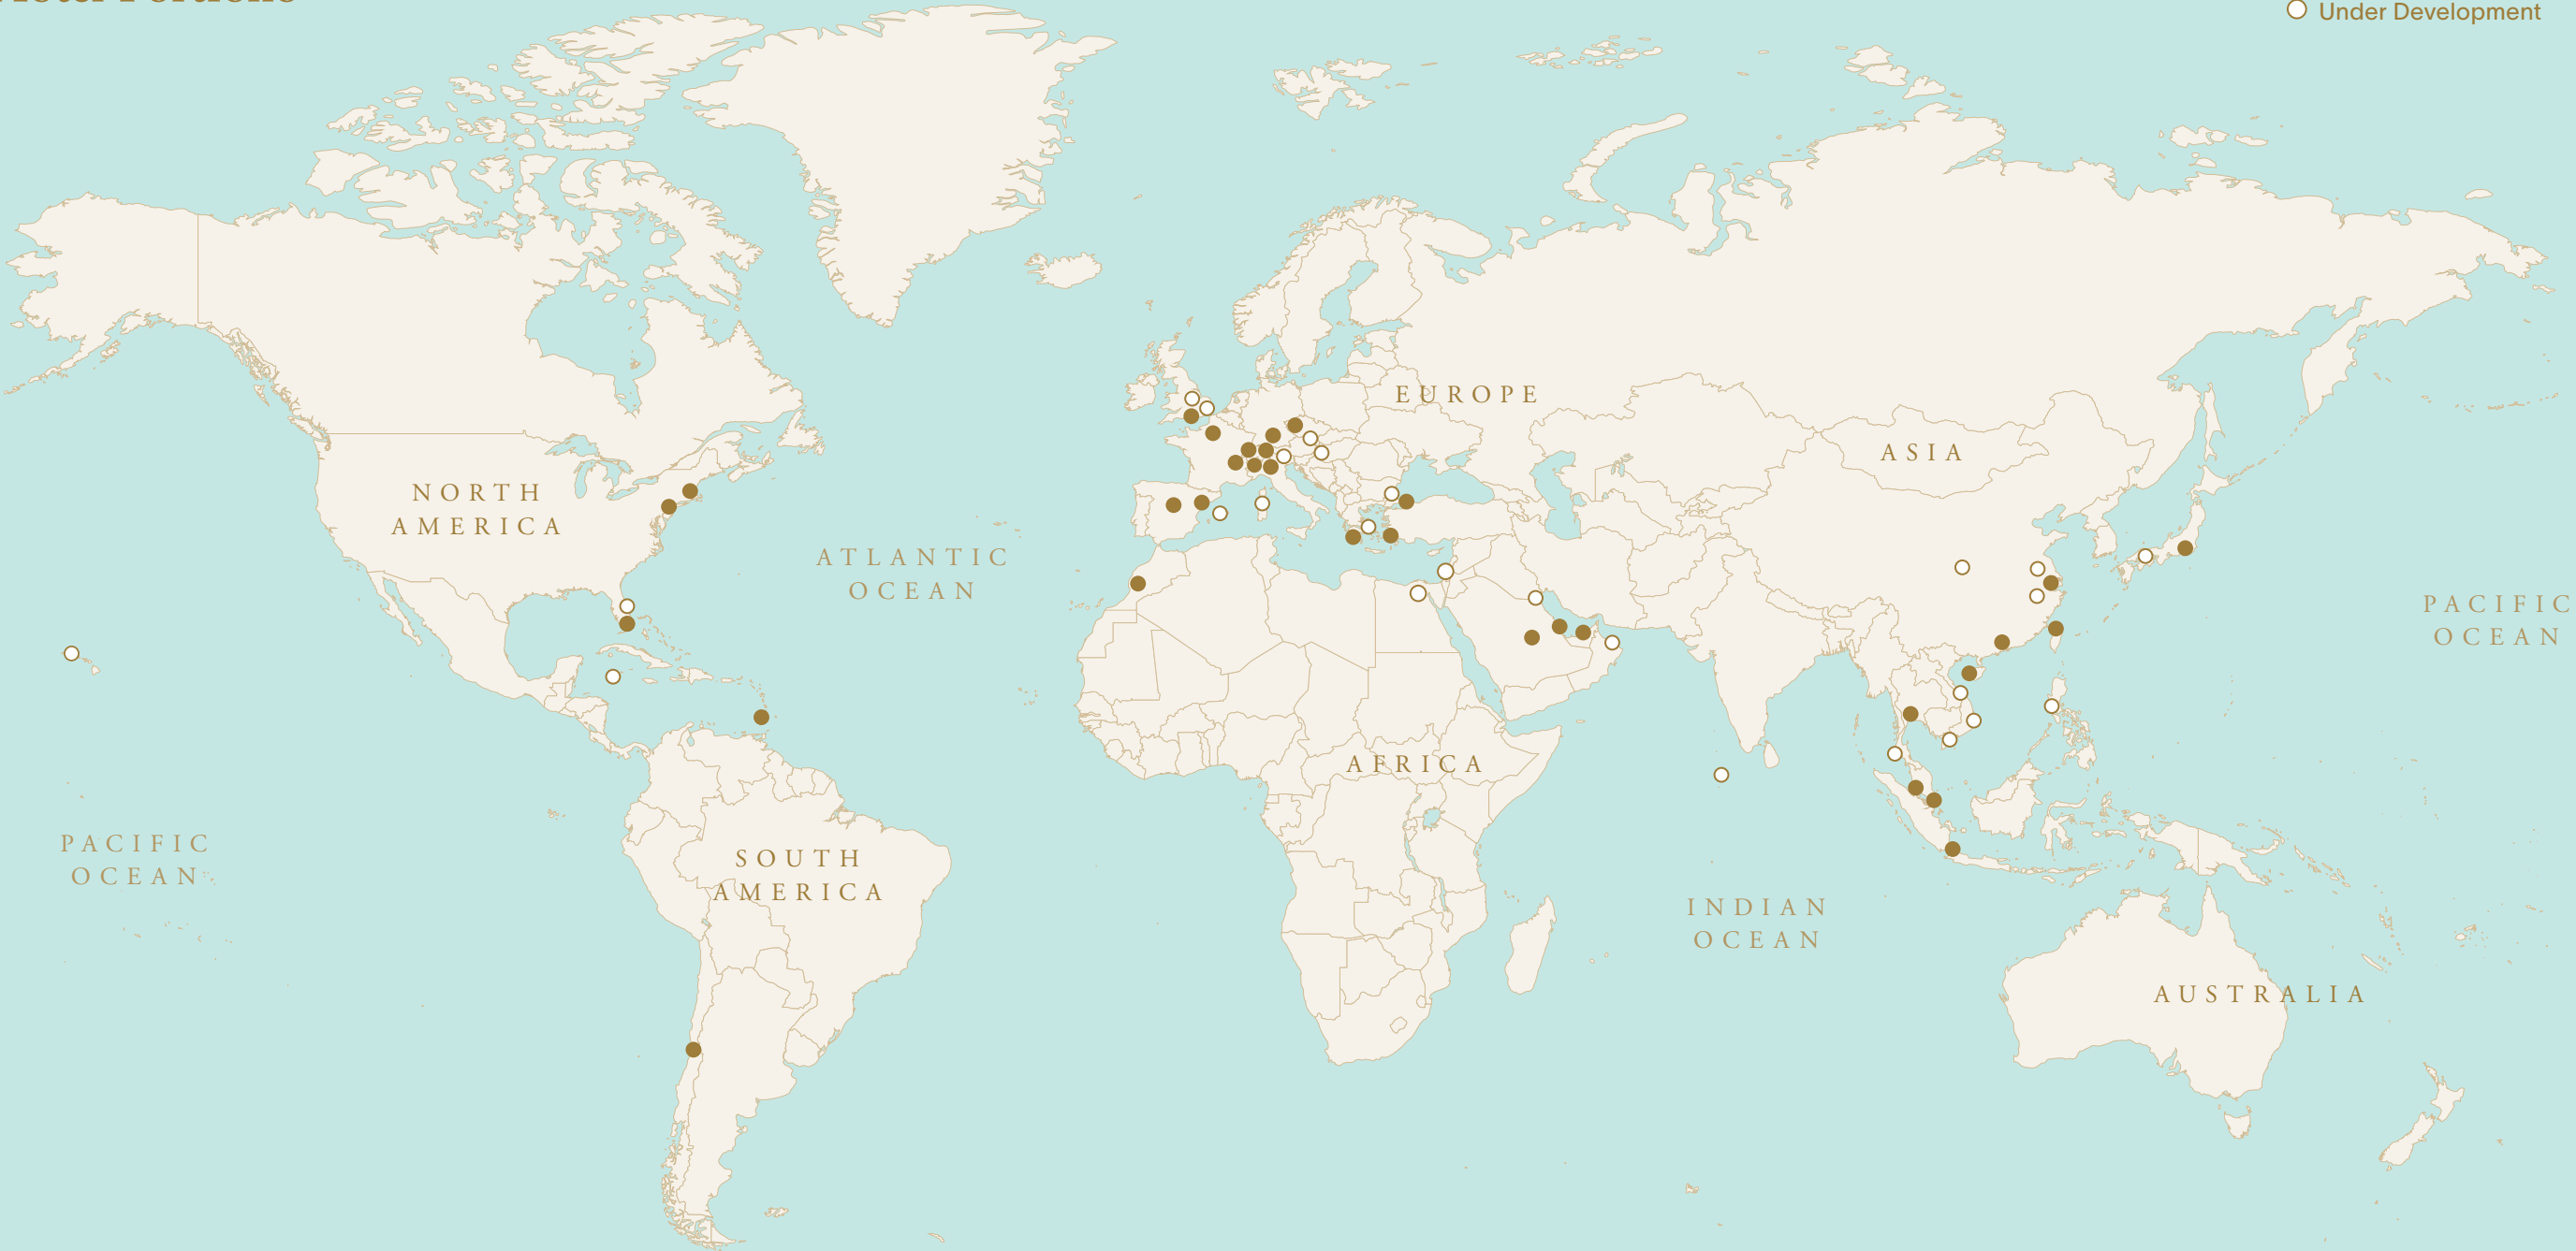 Under Development
EUROPE
ASIA
NORTH
AMERICA
ATLANTIC
OCEAN
PACIFIC
OCEAN
AFRICA
PACIFIC
OCEAN
SOUTH
AMERICA
INDIAN
OCEAN
AUSTRALIA